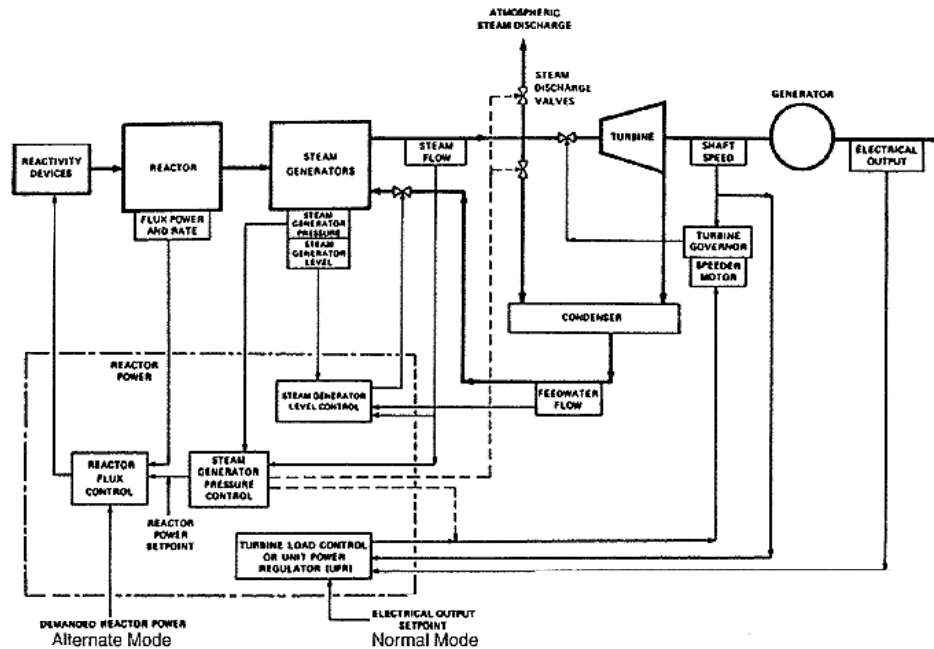 ATMOSPHERIC
STEAM DISCHARGE
STEAM
DISCHARGE
VALVES
GENERATOR
REACTIVITY
DEVICES
REACTOR
STEAM
GENERATORS
STEAM
FLOW
TURBINE
SHAFT
SPEED
ELECTRICAL
OUTPUT
FLUX POWER
AND RATE
STEAM
GENERATOR
PRESSURE
STEAM
GENERATOR
LEVEL
TURBINE
GOVERNOR
SPEEDER
MOTOR
CONDENSER
REACTOR
POWER
STEAM GENERATOR
LEVEL CONTROL
FEEDWATER
FLOW
REACTOR
FLUX
CONTROL
STEAM
GENERATOR
PRESSURE
CONTROL
REACTOR
POWER
SETPOINT
TURBINE LOAD CONTROL
OR UNIT POWER
REGULATOR (UPR)
DEMANDED REACTOR POWER
Alternate Mode
ELECTRICAL OUTPUT
SETPOINT
Normal Mode